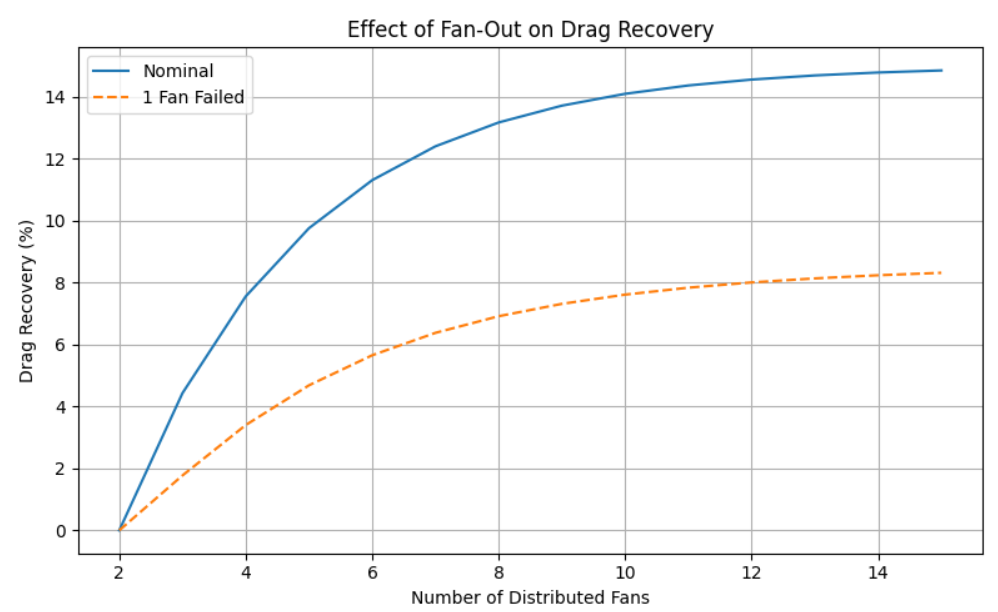 Effect of Fan-Out on Drag Recovery
Nominal
1 Fan Failed
Drag Recovery (%)
14
12
10
8
6
4
2
0
2 4 6 8 10 12 14
Number of Distributed Fans